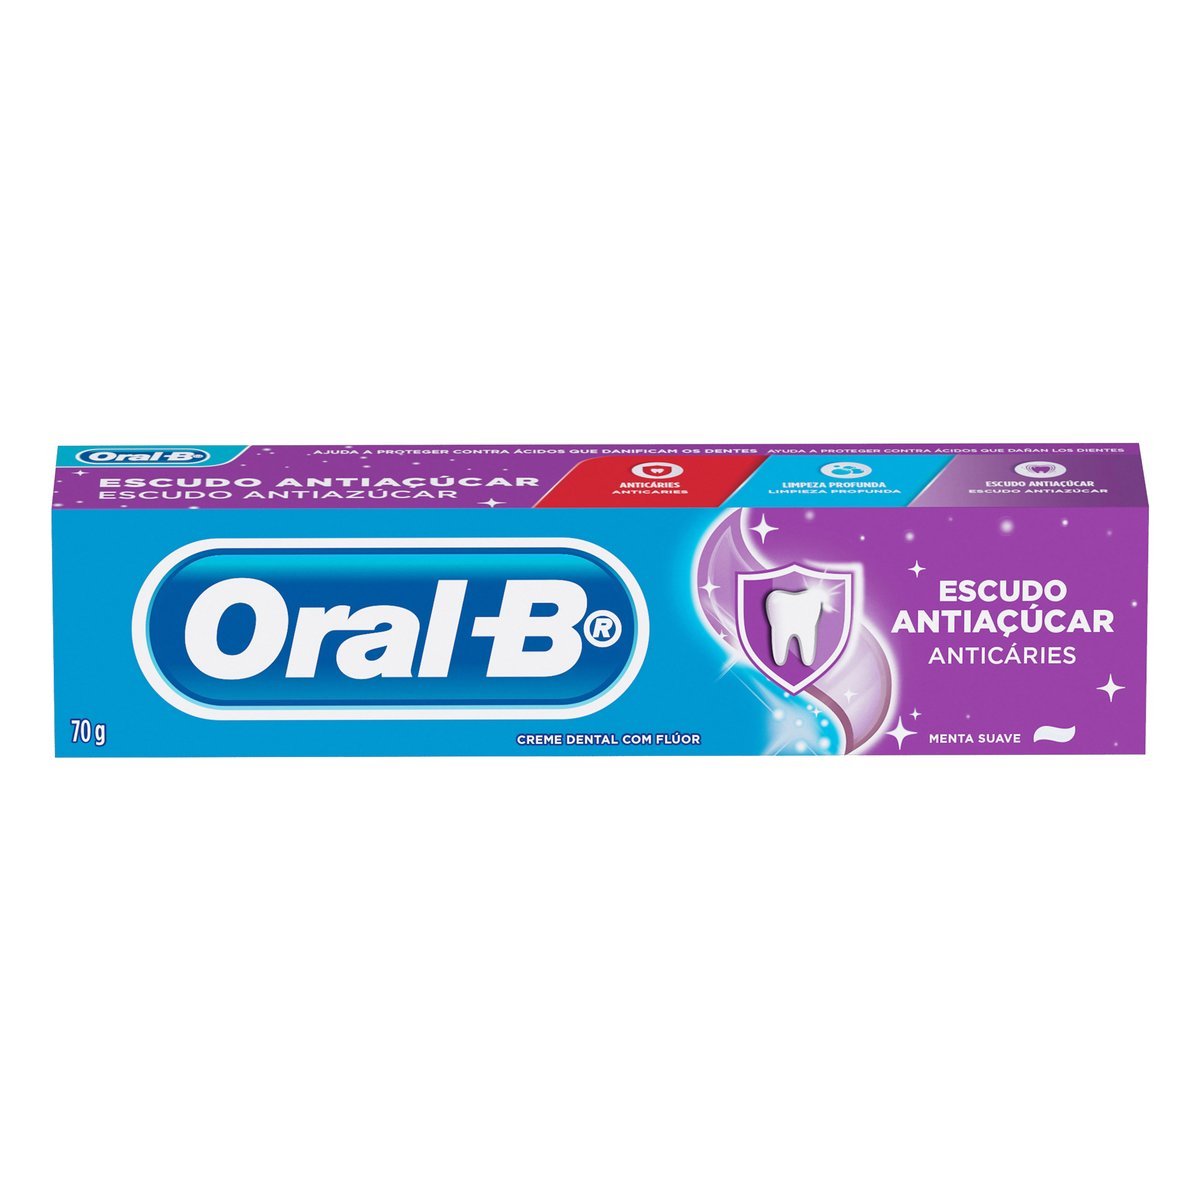 Oral-B®
AJUDA A PROTEGER CONTRA ÁCIDOS QUE DANIFICAM OS DENTES AYUDA A PROTEGER CONTRA ÁCIDOS QUE DAÑAN LOS DIENTES
ESCUDO ANTIAÇÚCAR
ESCUDO ANTIAZÚCAR
ANTICÁRIES
ANTICARIES
LIMPEZA PROFUNDA
LIMPIEZA PROFUNDA
ESCUDO ANTIAÇÚCAR
ESCUDO ANTIAZÚCAR
Oral-B®
ESCUDO
ANTIAÇÚCAR
ANTICÁRIES
70 g
CREME DENTAL COM FLÚOR
MENTA SUAVE